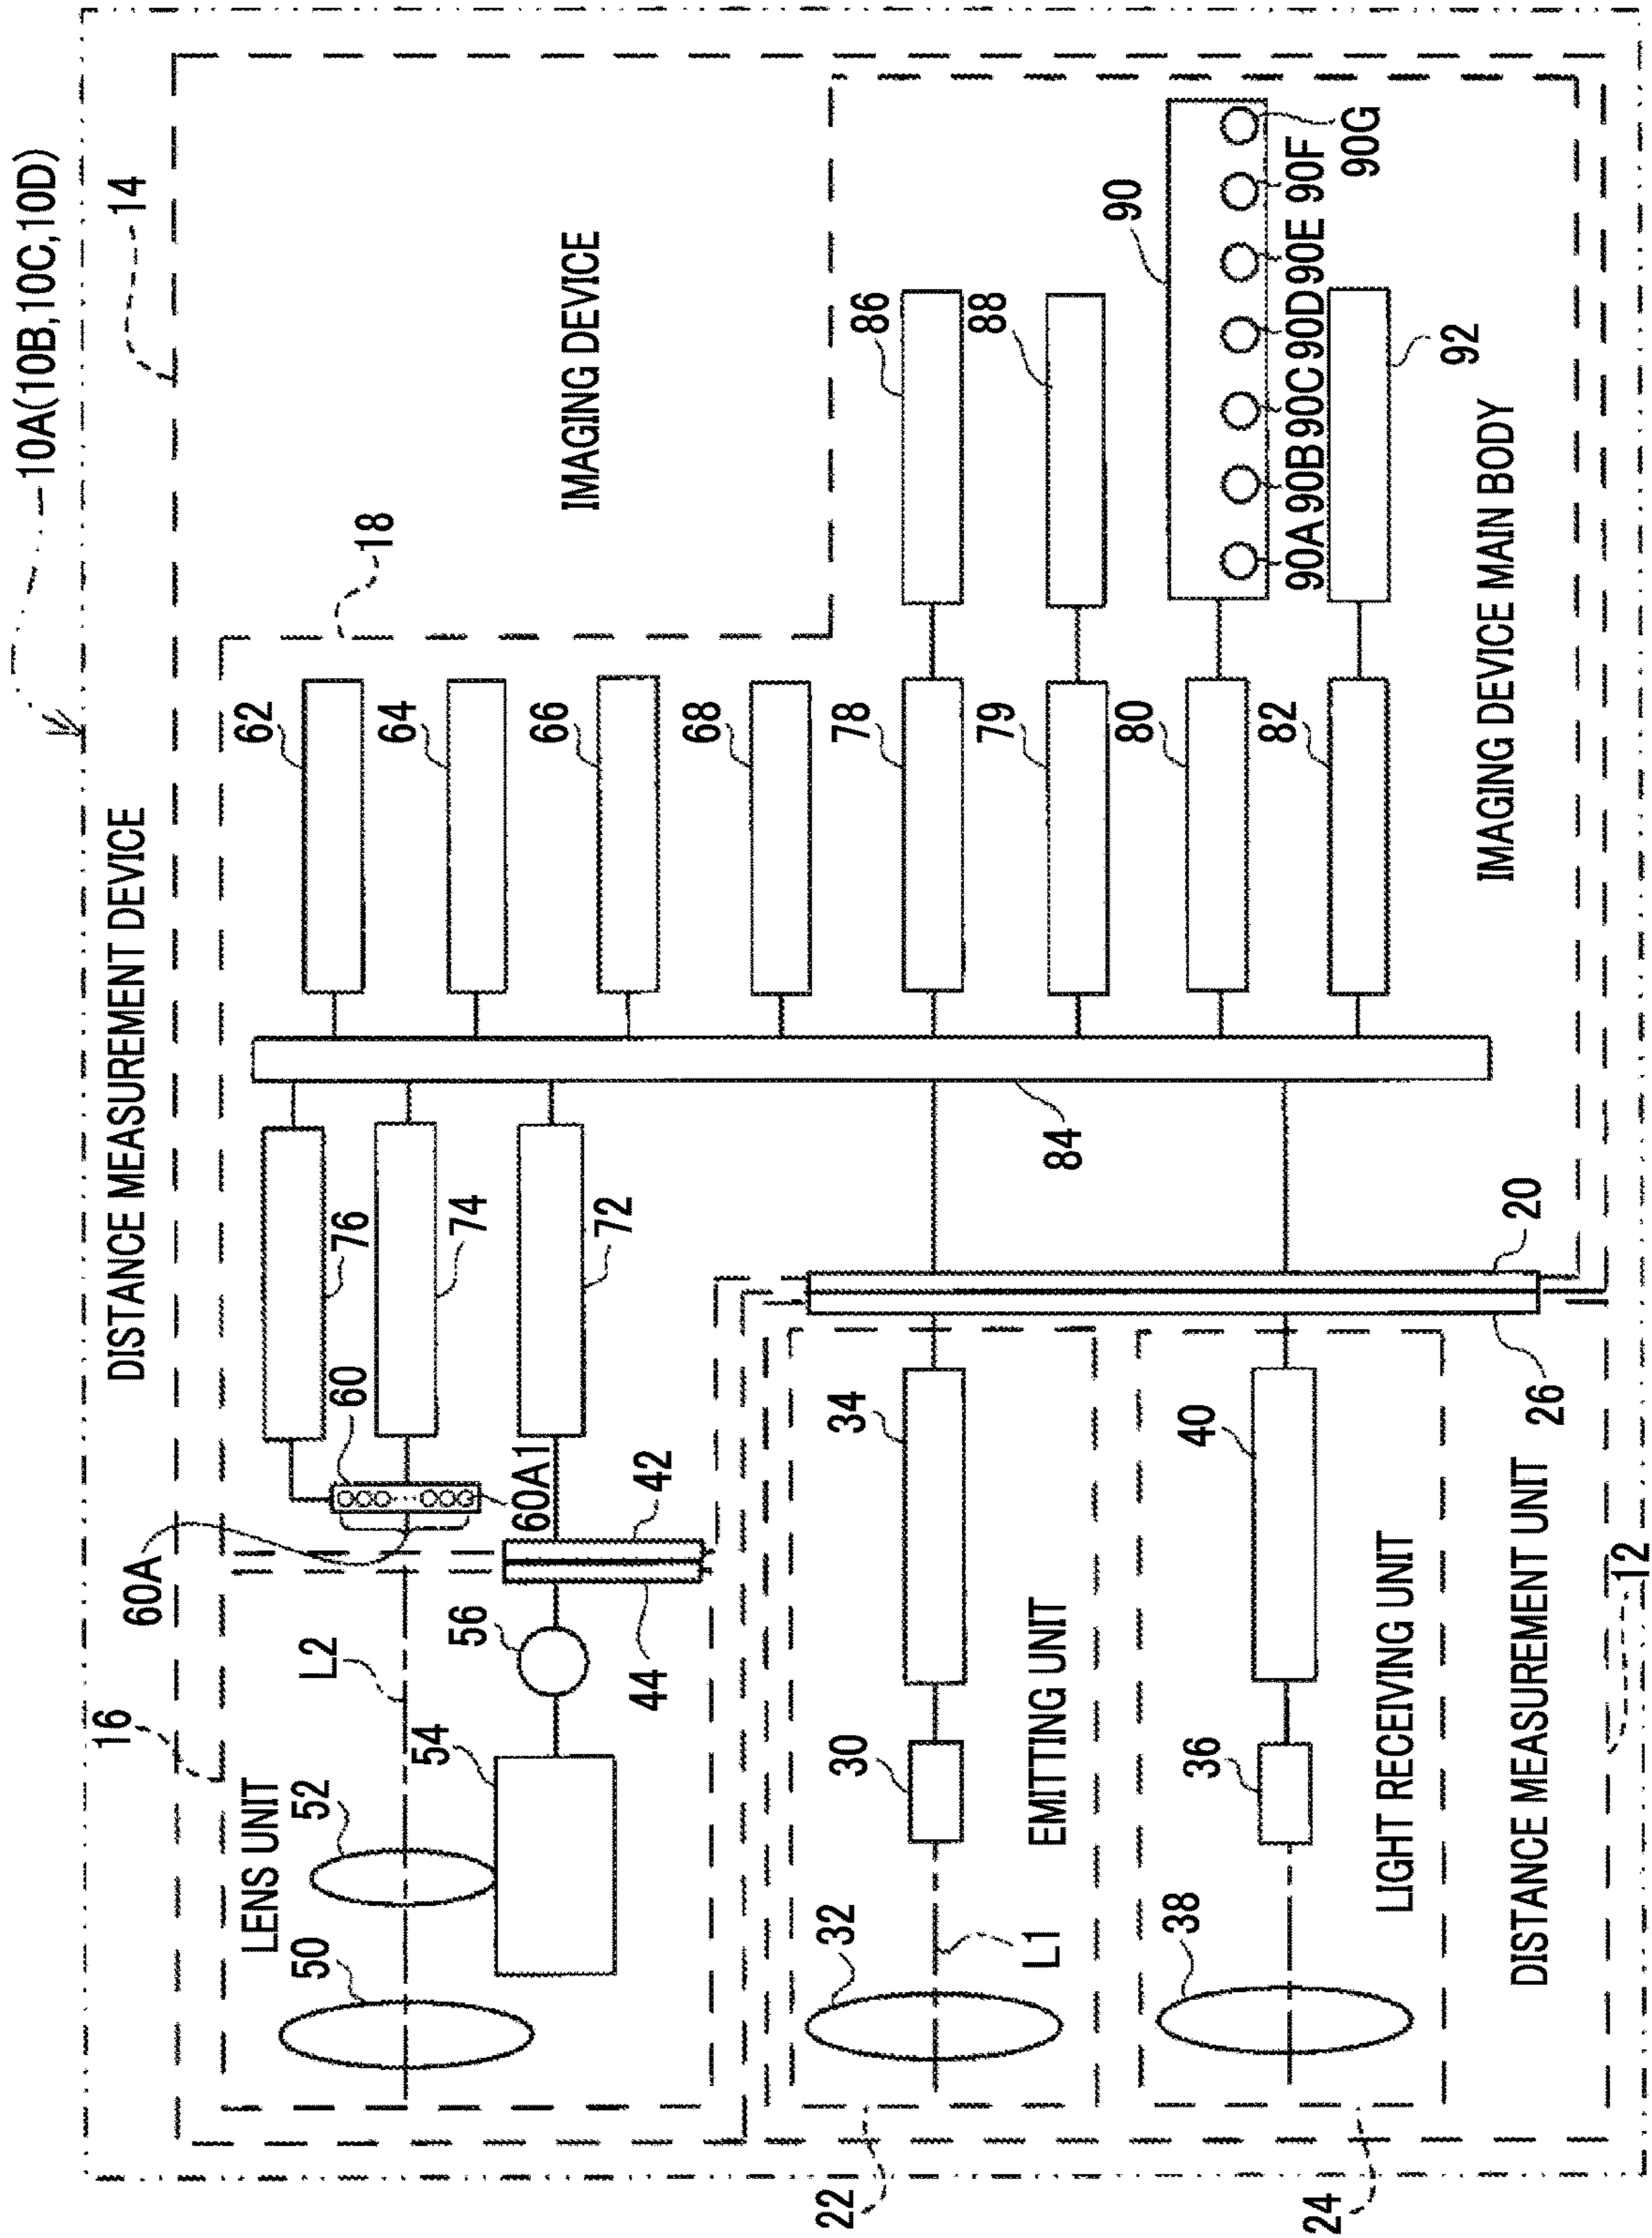 10A(10B,10C,10D)
DISTANCE MEASUREMENT DEVICE
14
16
LENS UNIT
50
52
54
L2
56
44
42
60A
60
60A1
76
74
72
62
64
66
68
78
79
80
82
18
IMAGING DEVICE
86
88
90
90A 90B 90C 90D 90E 90F
90G
92
84
IMAGING DEVICE MAIN BODY
20
26
22
32
L1
30
34
EMITTING UNIT
24
38
36
40
LIGHT RECEIVING UNIT
DISTANCE MEASUREMENT UNIT
12